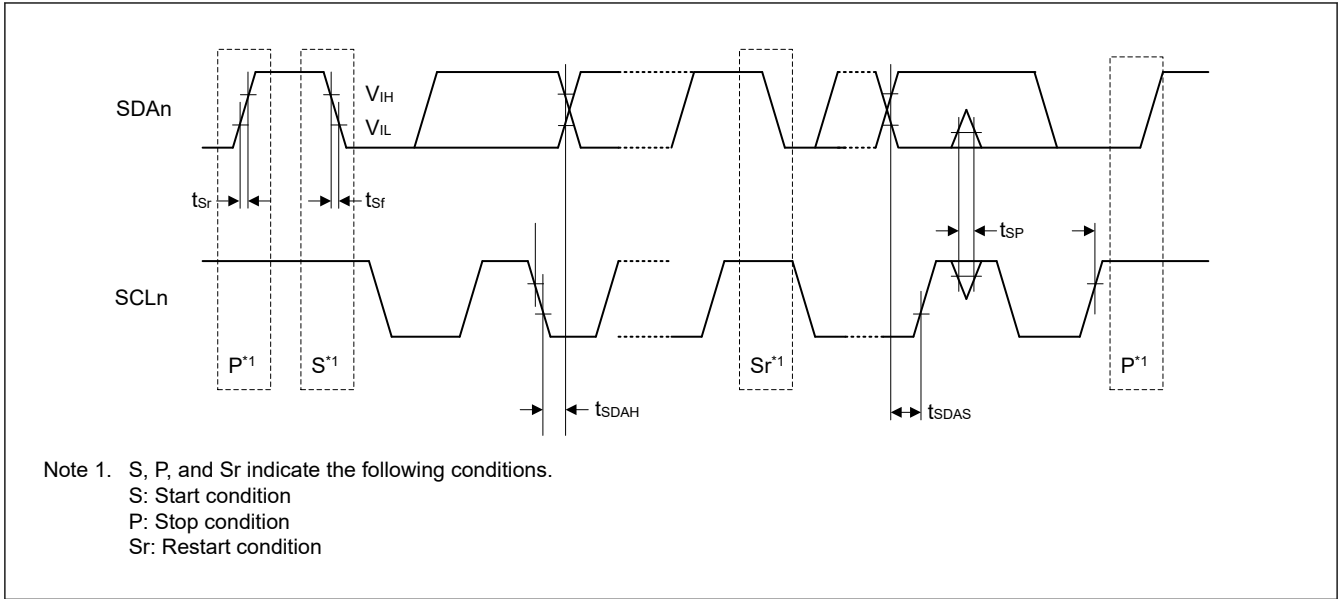 SDAn
VIH
VIL
tSr
tSf
tSP
SCLn
P*1
S*1
Sr*1
P*1
tSDAH
tSDAS
Note 1. S, P, and Sr indicate the following conditions.
S: Start condition
P: Stop condition
Sr: Restart condition